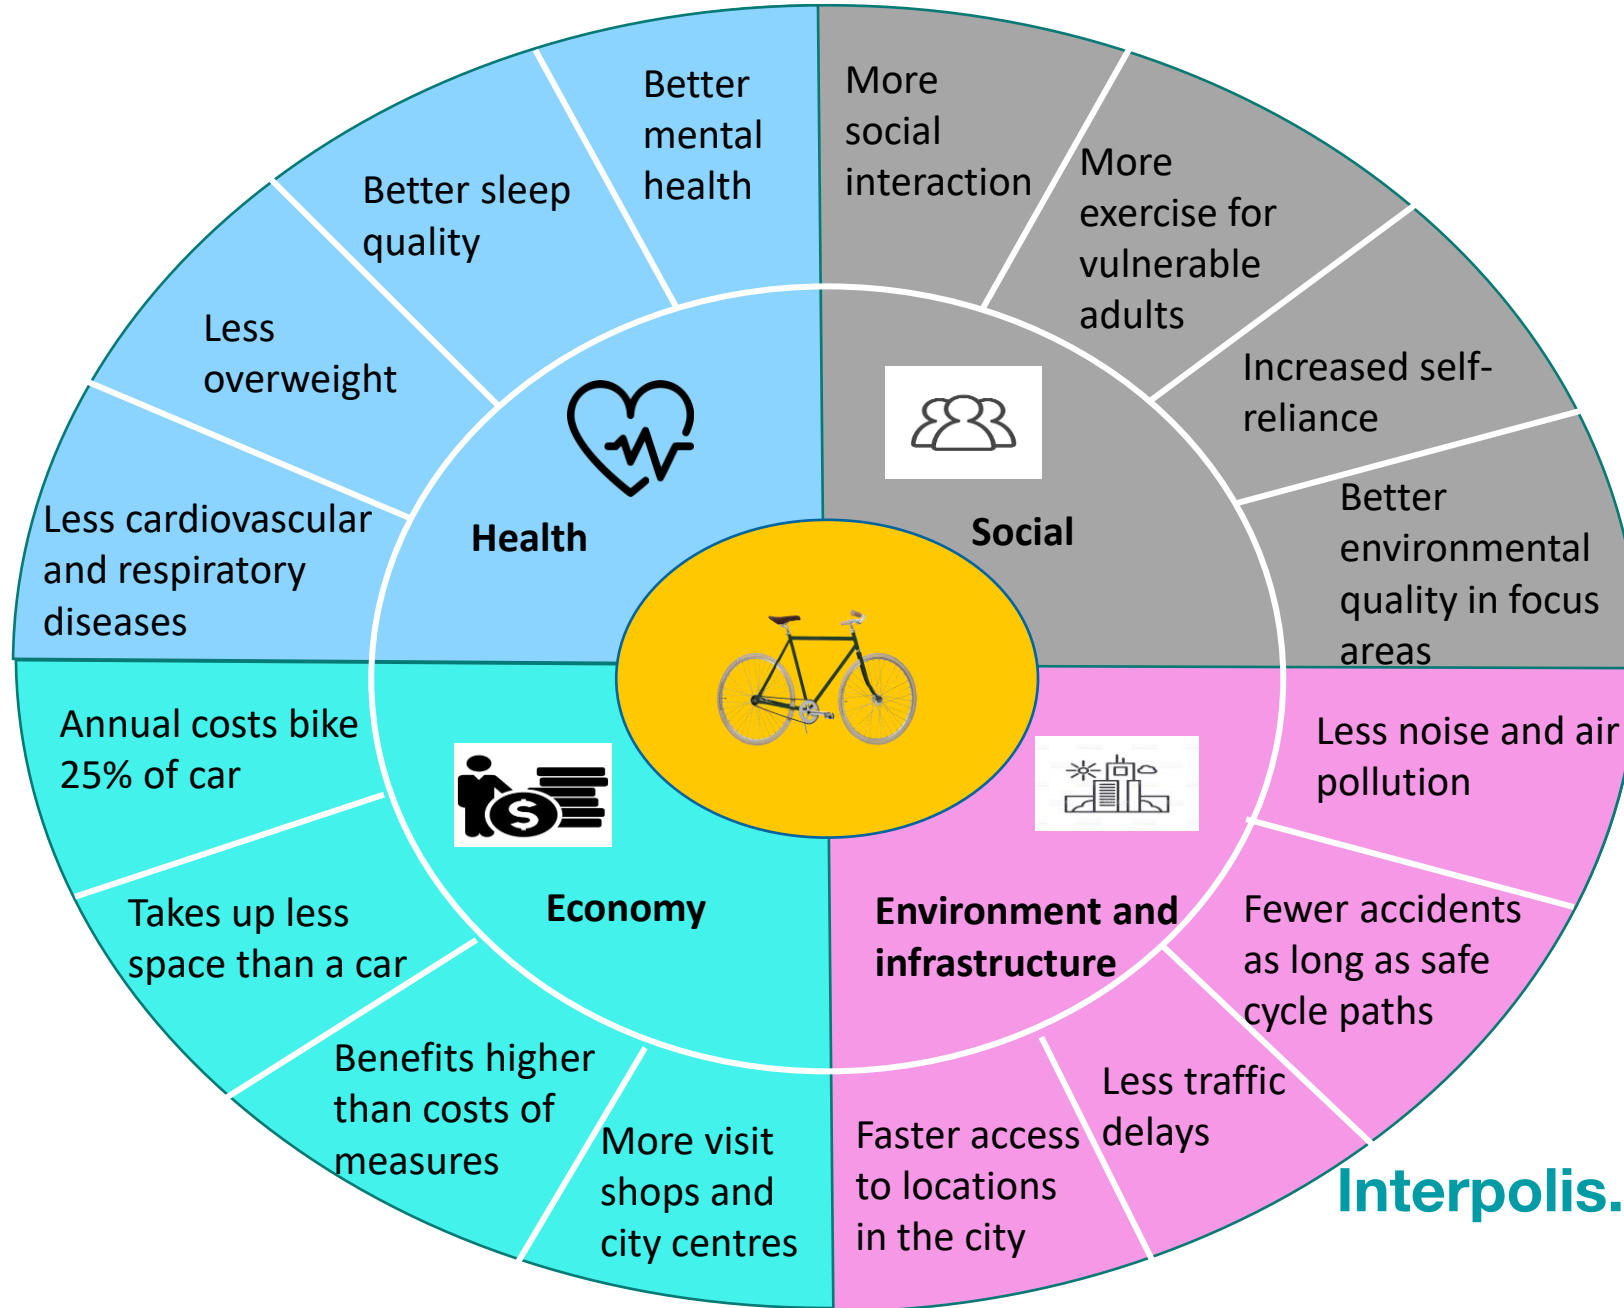 Better
mental
health
Better sleep
quality
Less
overweight
Less cardiovascular
and respiratory
diseases
Health
More
social
interaction
More
exercise for
vulnerable
adults
Increased self-
reliance
Better
environmental
quality in focus
areas
Social
Annual costs bike
25% of car
Takes up less
space than a car
Benefits higher
than costs of
measures
More visit
shops and
city centres
$
Economy
Environment and
infrastructure
Less noise and air
pollution
Fewer accidents
as long as safe
cycle paths
Less traffic
delays
Faster access
to locations
in the city
Interpolis.